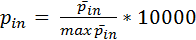 p_in = p̄_in / max p̄_in * 10000